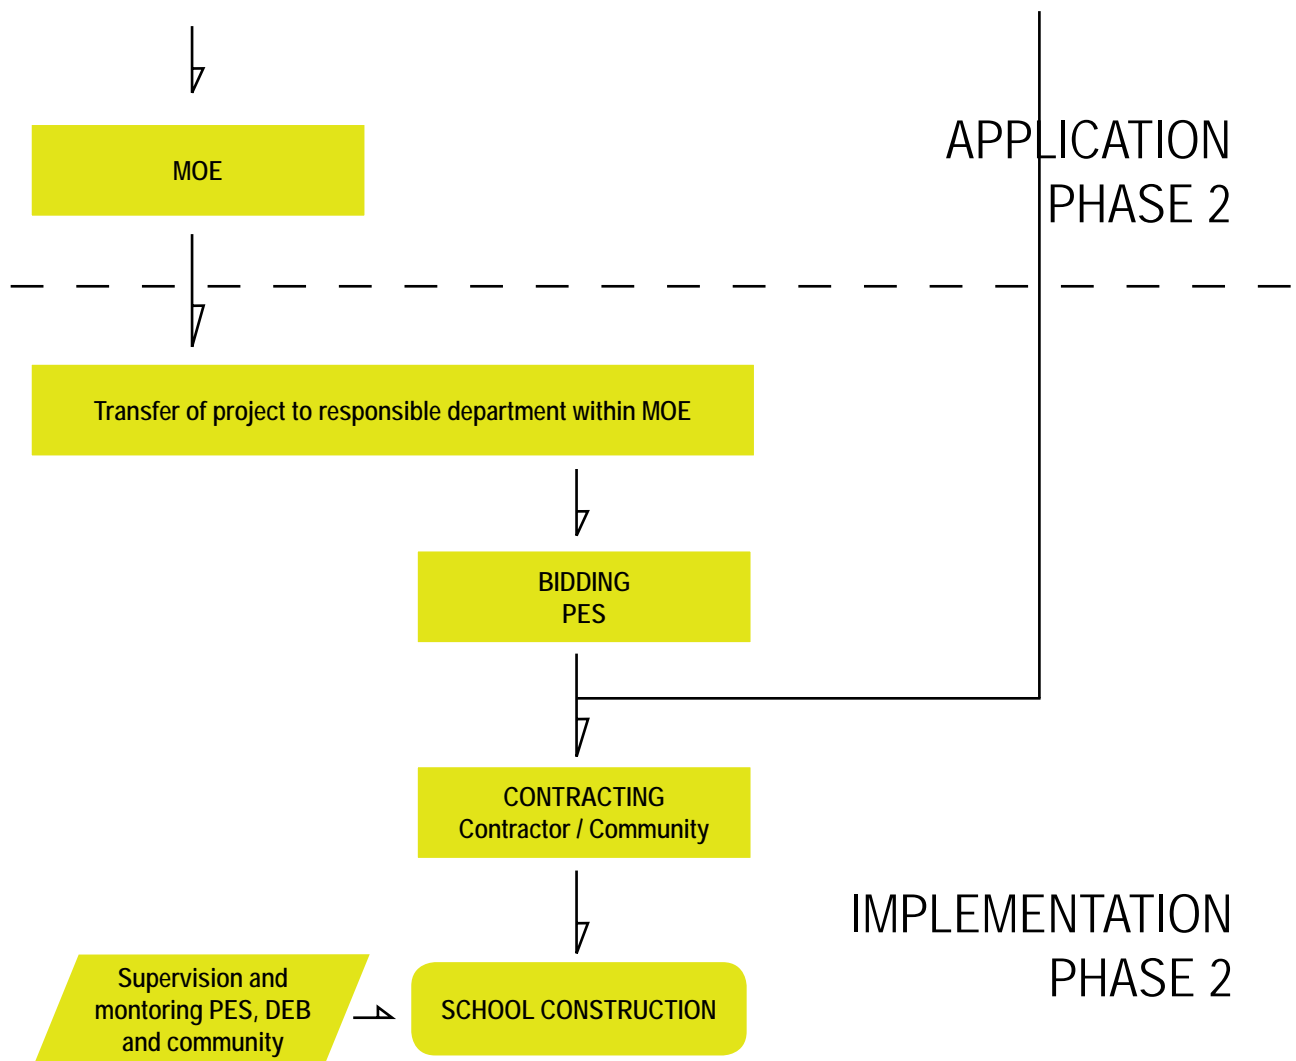 APPLICATION
PHASE 2
MOE
Transfer of project to responsible department within MOE
BIDDING
PES
CONTRACTING
Contractor / Community
IMPLEMENTATION
PHASE 2
Supervision and
montoring PES, DEB
and community
SCHOOL CONSTRUCTION